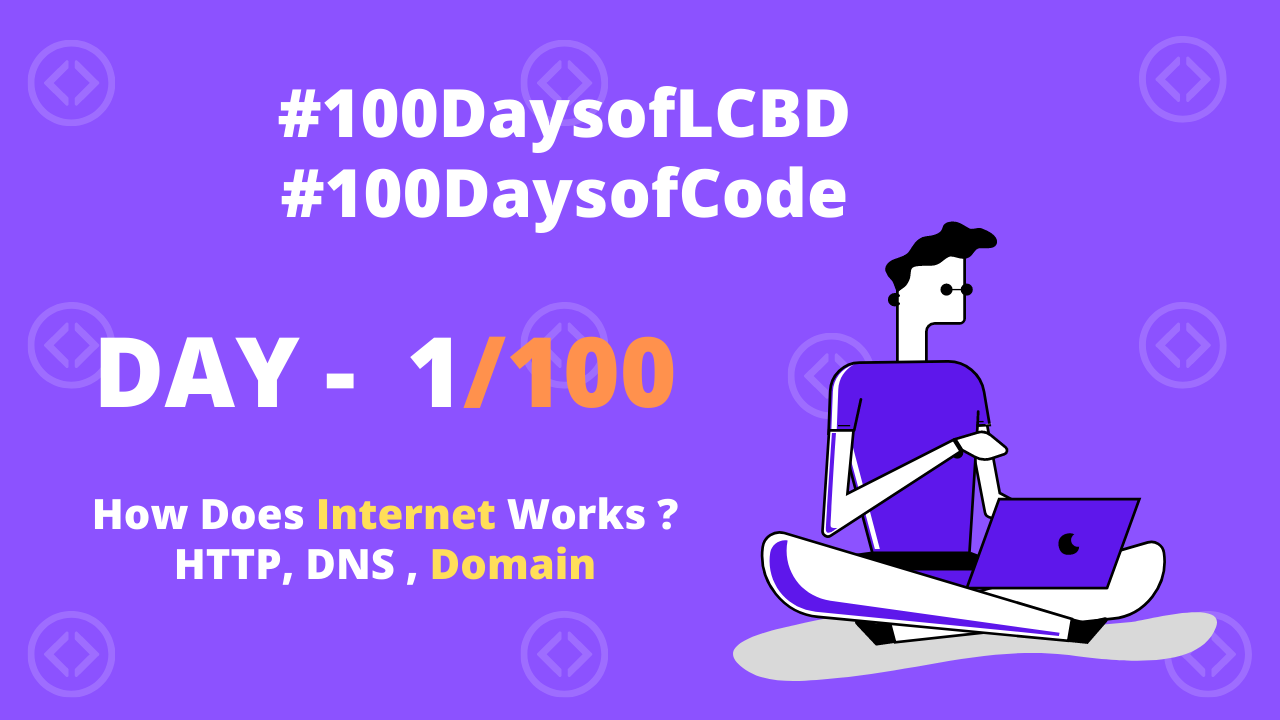 #100DaysofLCBD
#100DaysofCode
DAY - 1/100
How Does Internet Works ?
HTTP, DNS , Domain